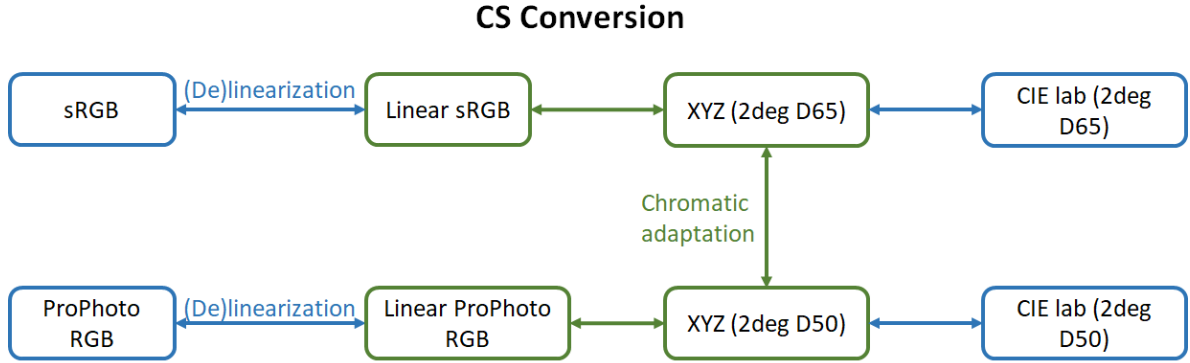 CS Conversion
sRGB
(De)linearization
Linear sRGB
XYZ (2deg D65)
CIE lab (2deg
D65)
Chromatic
adaptation
ProPhoto
RGB
(De)linearization
Linear ProPhoto
RGB
XYZ (2deg D50)
CIE lab (2deg
D50)